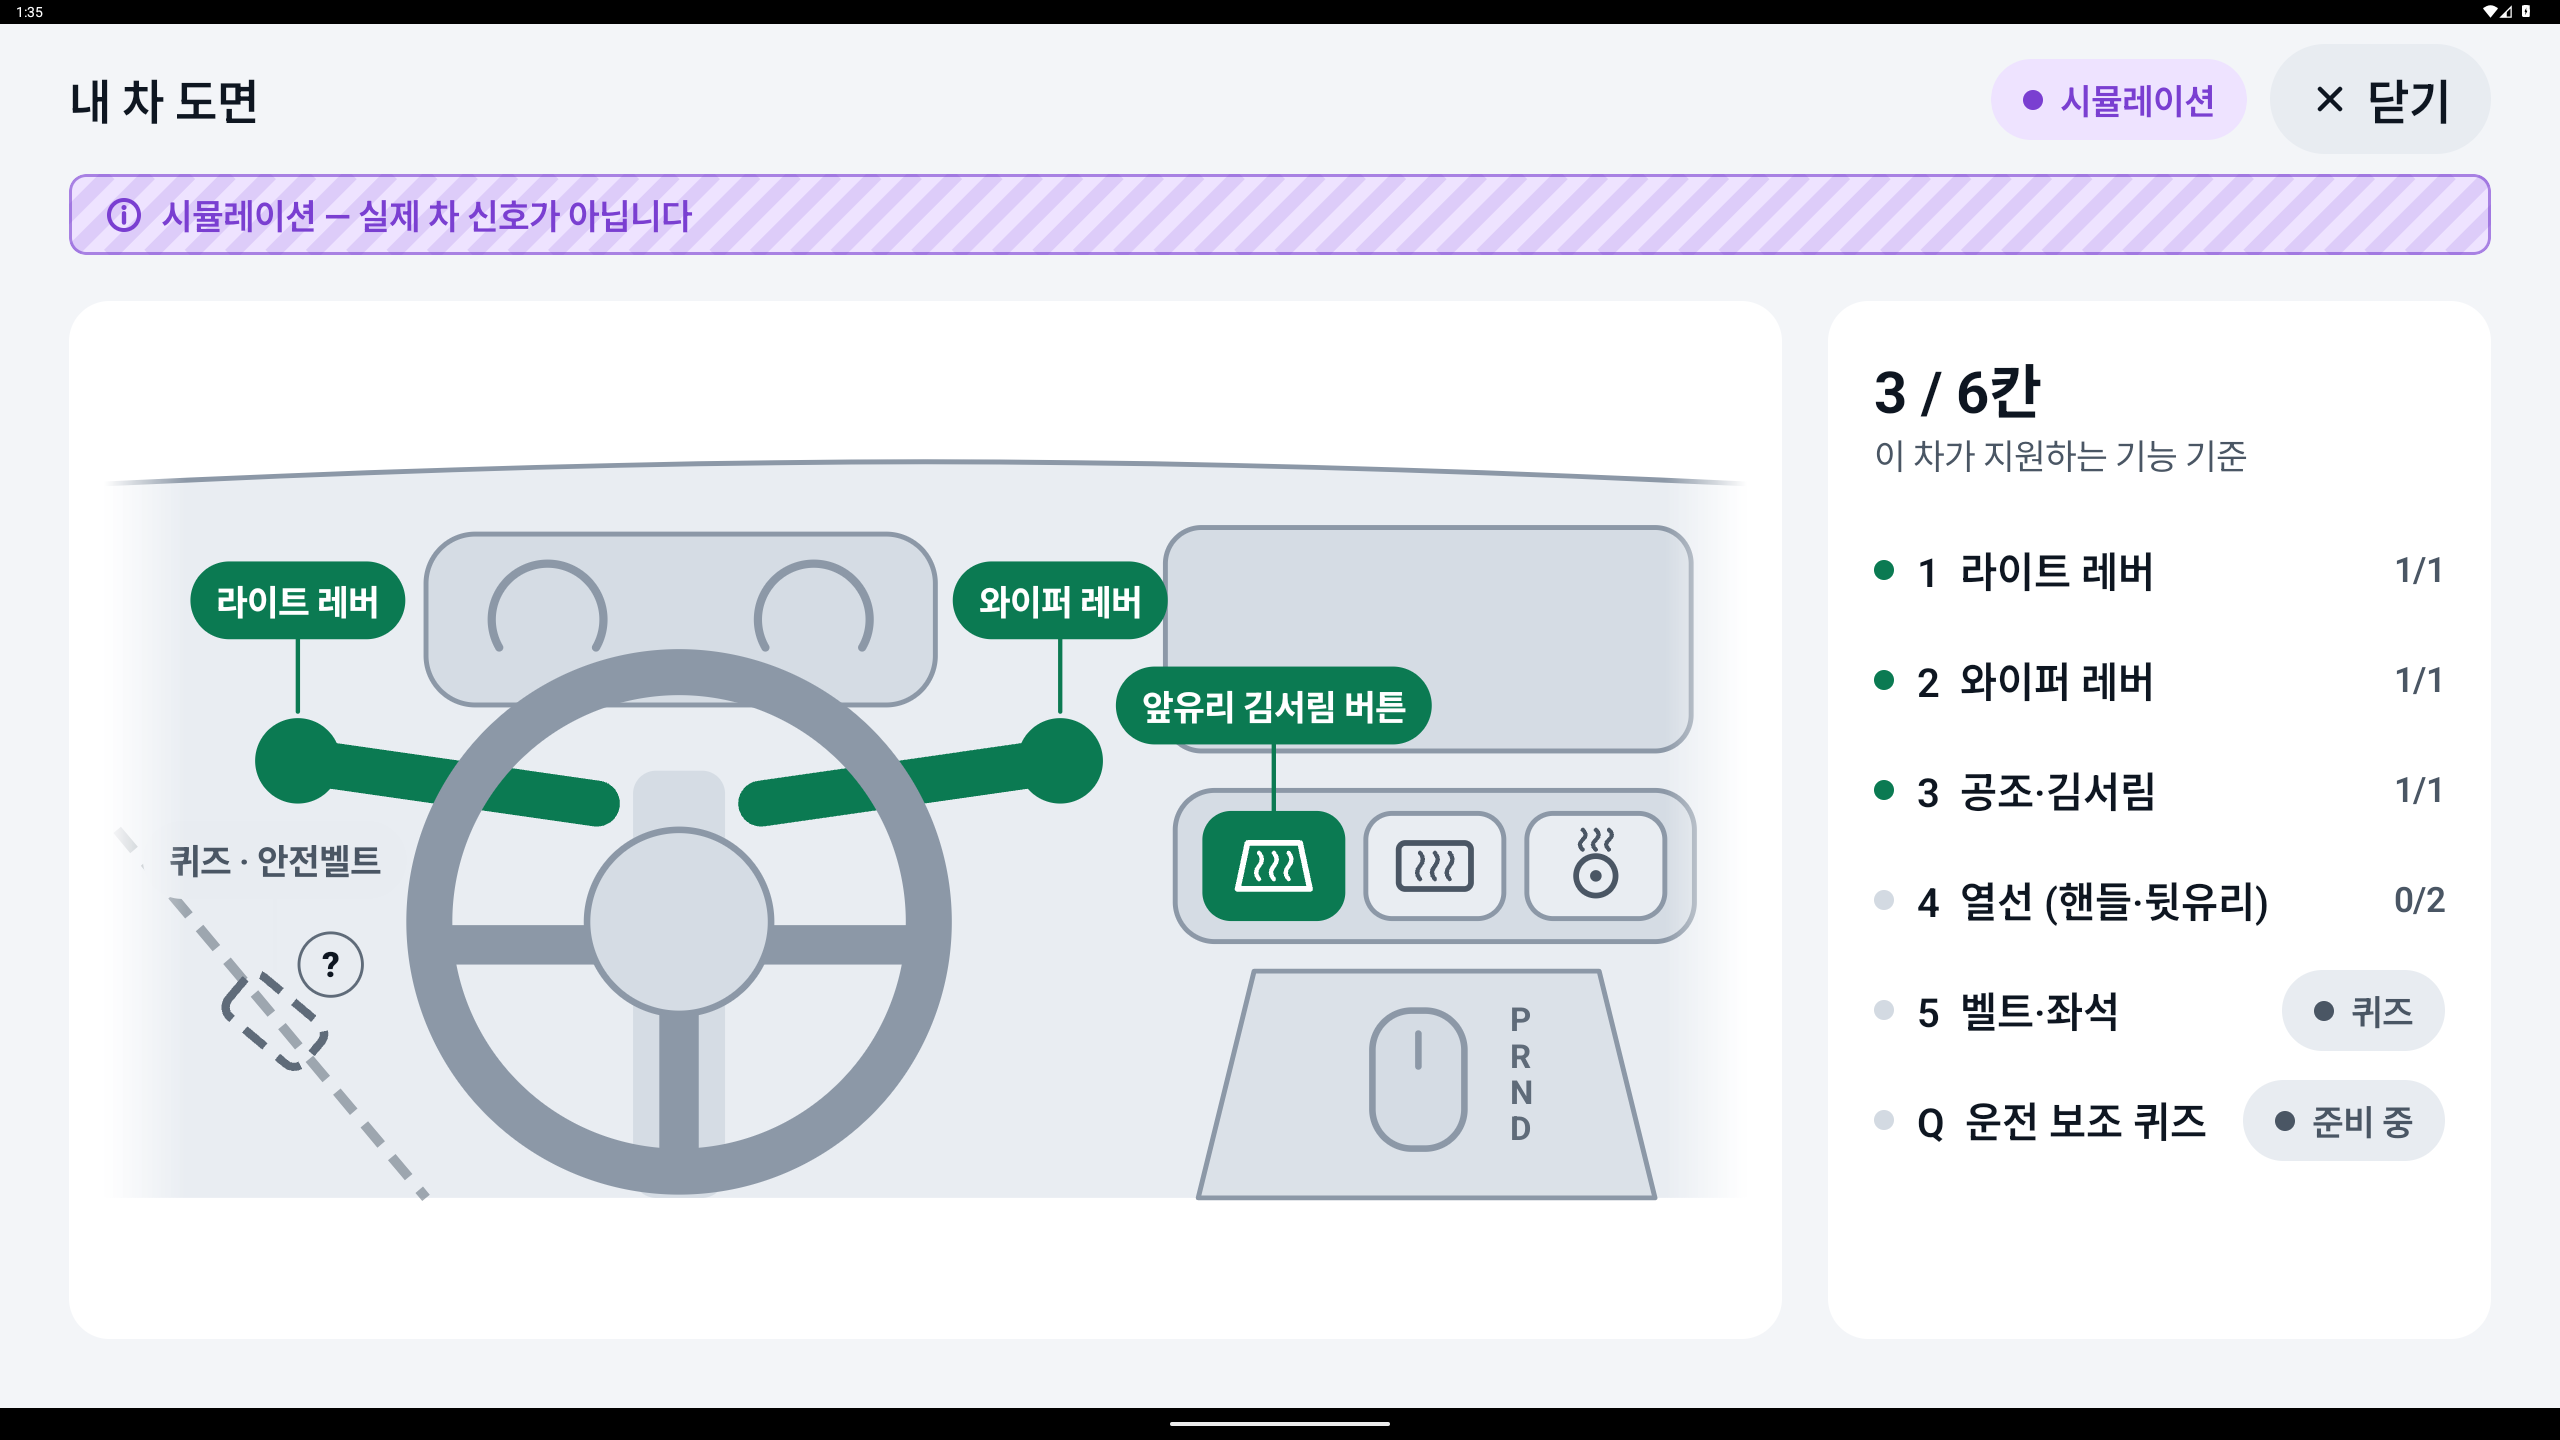 1:35
내 차 도면
시뮬레이션
닫기
시뮬레이션 – 실제 차 신호가 아닙니다
라이트 레버
와이퍼 레버
앞유리 김서림 버튼
퀴즈 · 안전벨트
?
P
R
N
D
3 / 6칸
이 차가 지원하는 기능 기준
1 라이트 레버 1/1
2 와이퍼 레버 1/1
3 공조·김서림 1/1
4 열선 (핸들·뒷유리) 0/2
5 벨트·좌석 퀴즈
Q 운전 보조 퀴즈 준비 중